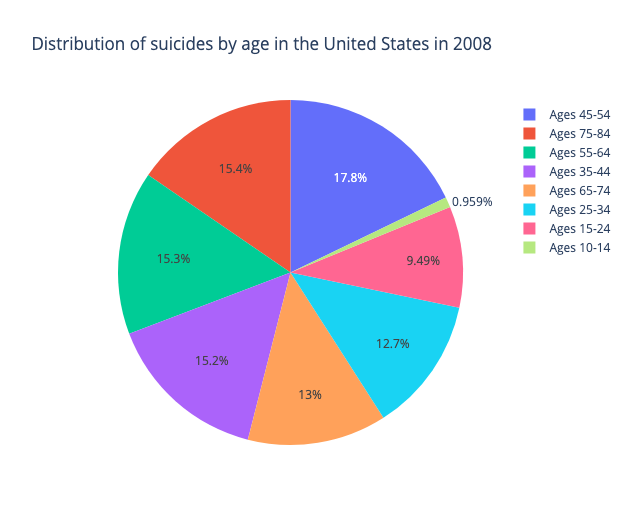 Distribution of suicides by age in the United States in 2008
Ages 45-54
Ages 75-84
Ages 55-64
Ages 35-44
Ages 65-74
Ages 25-34
Ages 15-24
Ages 10-14
17.8%
0.959%
9.49%
12.7%
13%
15.2%
15.3%
15.4%